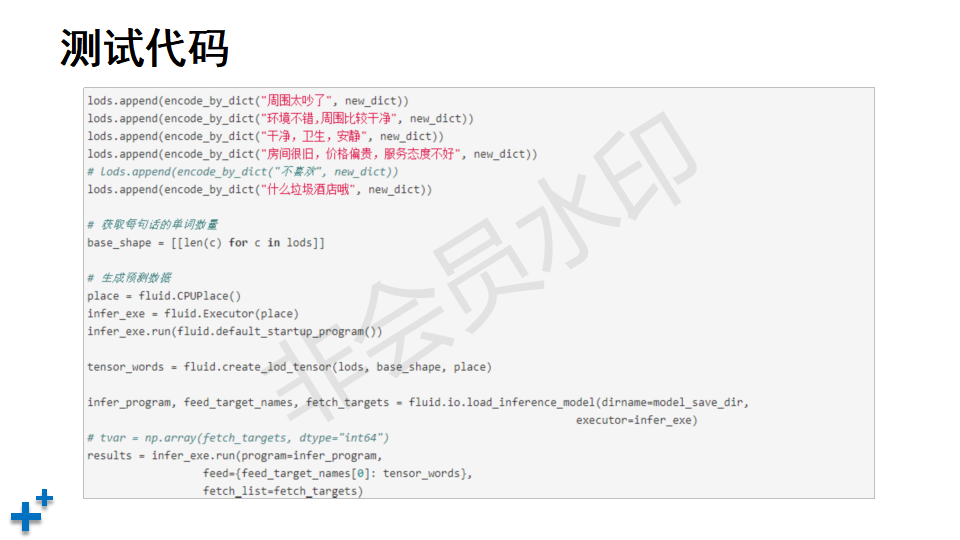 测试代码
lods.append(encode_by_dict("周围太吵了", new_dict))
lods.append(encode_by_dict("环境不错,周围比较干净", new_dict))
lods.append(encode_by_dict("干净，卫生，安静", new_dict))
lods.append(encode_by_dict("房间很旧，价格偏贵，服务态度不好", new_dict))
# lods.append(encode_by_dict("不喜欢", new_dict))
lods.append(encode_by_dict("什么垃圾酒店哦", new_dict))
# 获取每句话的单词数量
base_shape = [[len(c) for c in lods]]
# 生成预测数据
place = fluid.CPUPlace()
infer_exe = fluid.Executor(place)
infer_exe.run(fluid.default_startup_program())
tensor_words = fluid.create_lod_tensor(lods, base_shape, place)
infer_program, feed_target_names, fetch_targets = fluid.io.load_inference_model(dirname=model_save_dir,
executor=infer_exe)
# tvar = np.array(fetch_targets, dtype="int64")
results = infer_exe.run(program=infer_program,
feed={feed_target_names[0]: tensor_words},
fetch_list=fetch_targets)
非会员水印